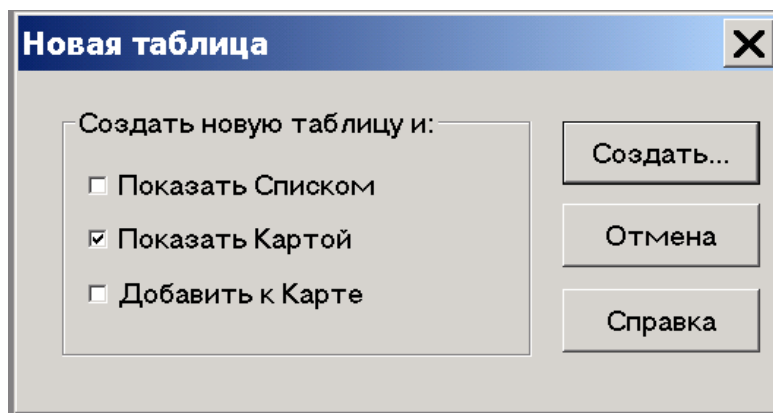 Новая таблица
Создать новую таблицу и:
Показать Списком
Показать Картой
Добавить к Карте
Создать...
Отмена
Справка